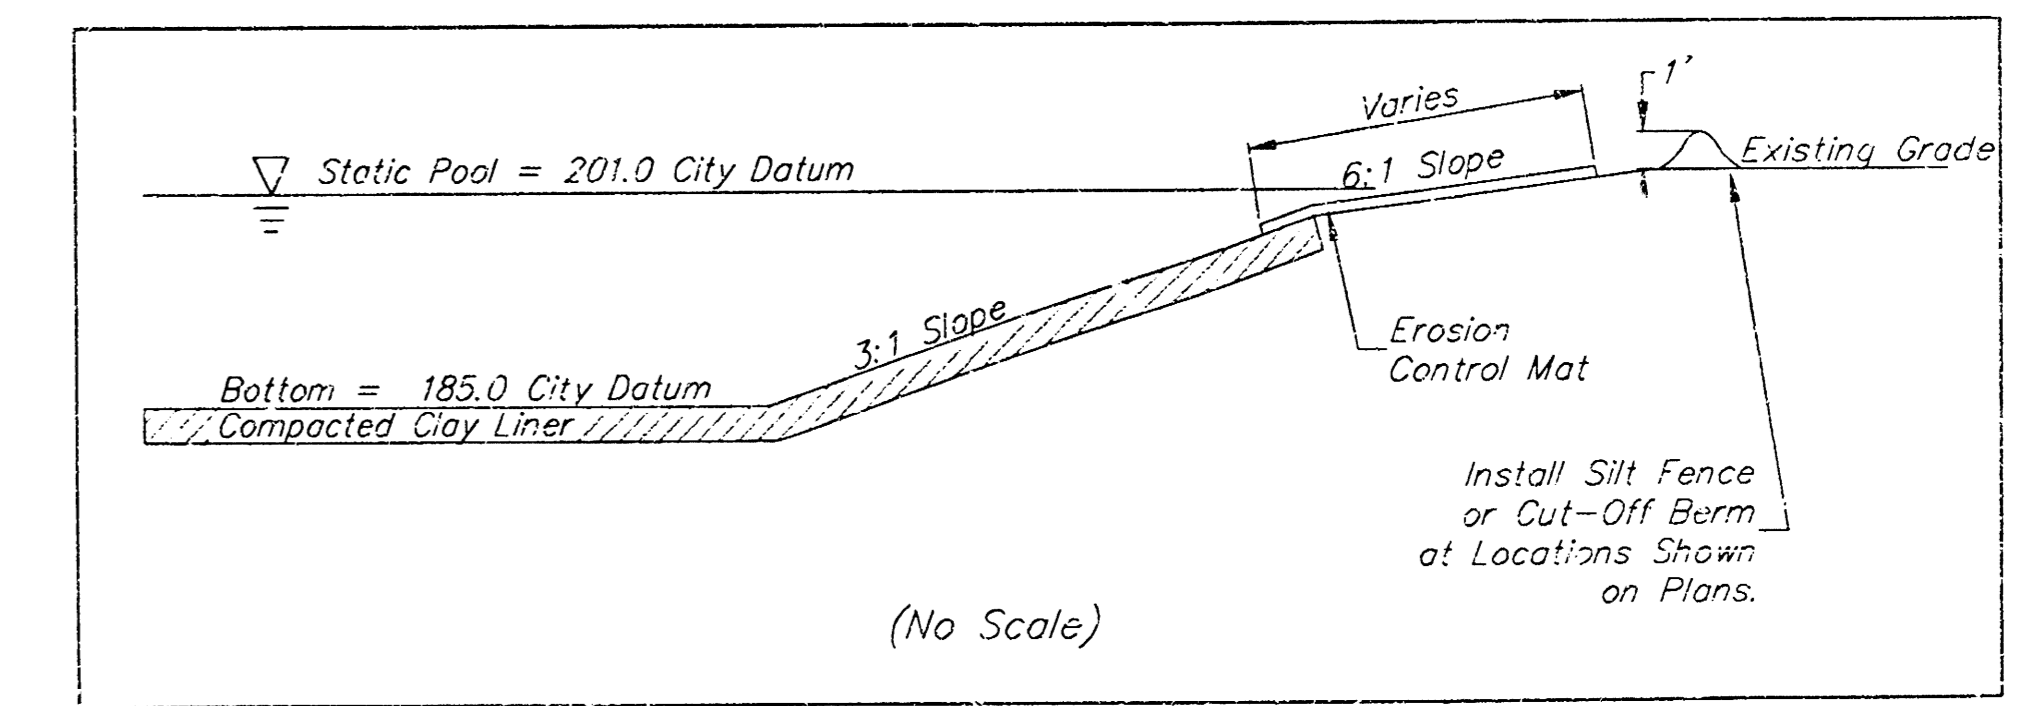 1’
Varies
Static Pool = 201.0 City Datum
6:1 Slope
Existing Grade
3:1 Slope
Erosion
Control Mat
Bottom = 185.0 City Datum
Compacted Clay Liner
Install Silt Fence
or Cut-Off Berm
at Locations Shown
on Plans.
(No Scale)